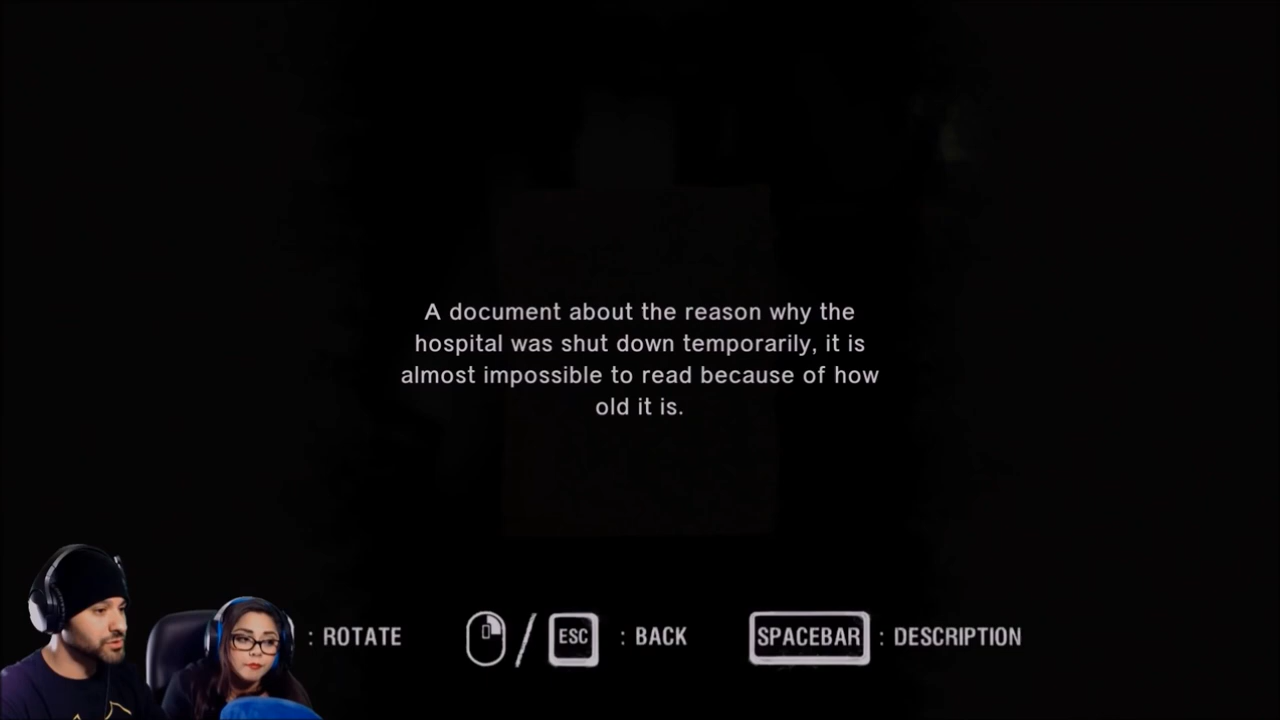 A document about the reason why the
hospital was shut down temporarily, it is
almost impossible to read because of how
old it is.
: ROTATE / ESC : BACK SPACEBAR : DESCRIPTION